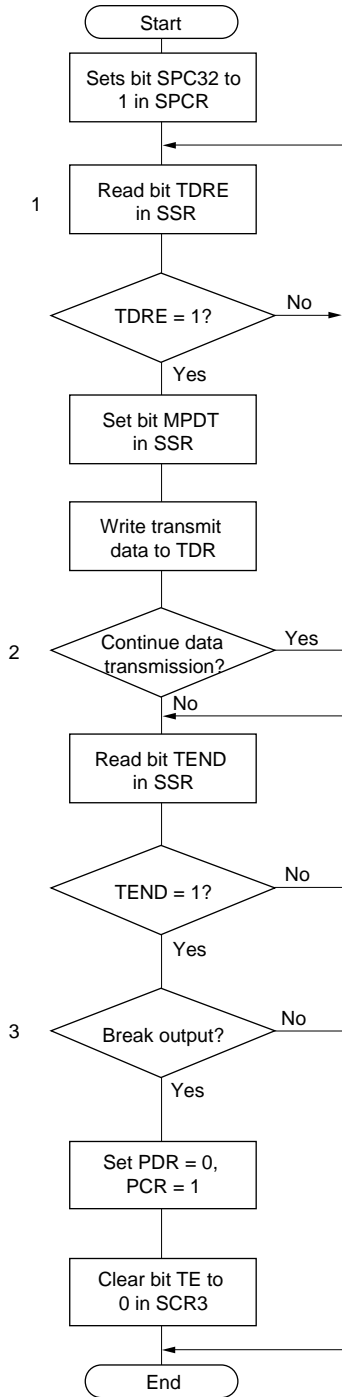 Start
Sets bit SPC32 to
1 in SPCR
1
Read bit TDRE
in SSR
TDRE = 1?
No
Yes
Set bit MPDT
in SSR
Write transmit
data to TDR
2
Continue data
transmission?
Yes
No
Read bit TEND
in SSR
TEND = 1?
No
Yes
3
Break output?
No
Yes
Set PDR = 0,
PCR = 1
Clear bit TE to
0 in SCR3
End